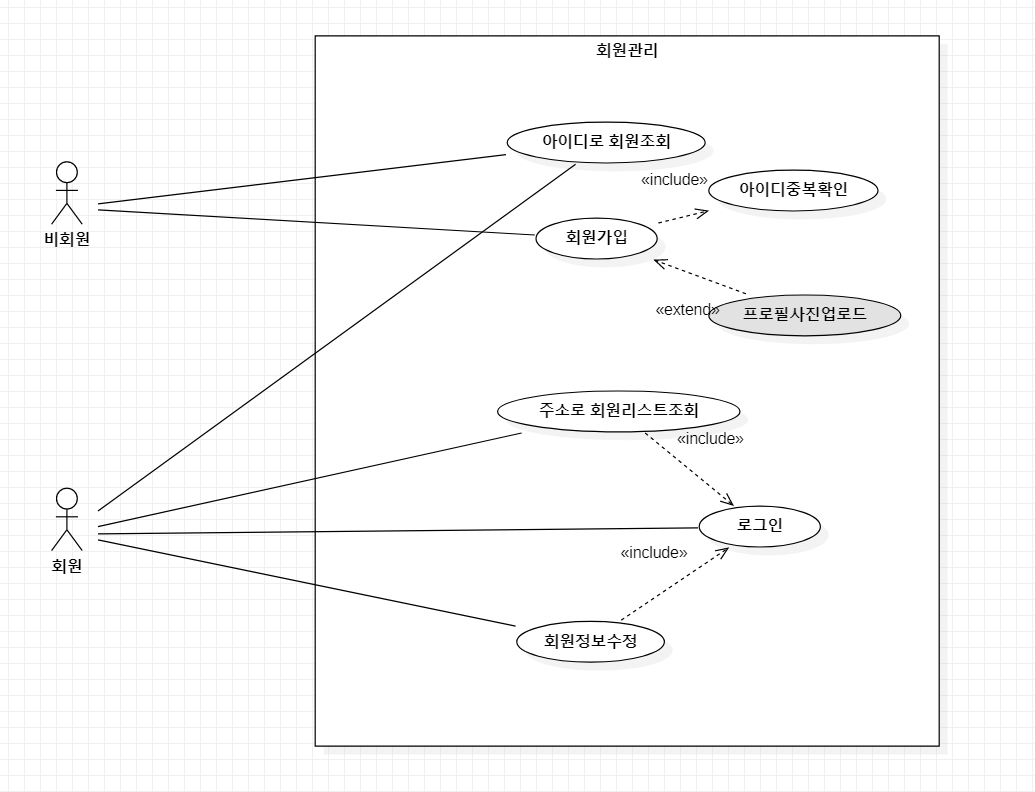 회원관리
아이디로 회원조회
«include»
아이디중복확인
비회원
회원가입
«extend»
프로필사진업로드
주소로 회원리스트조회
«include»
로그인
«include»
회원
회원정보수정